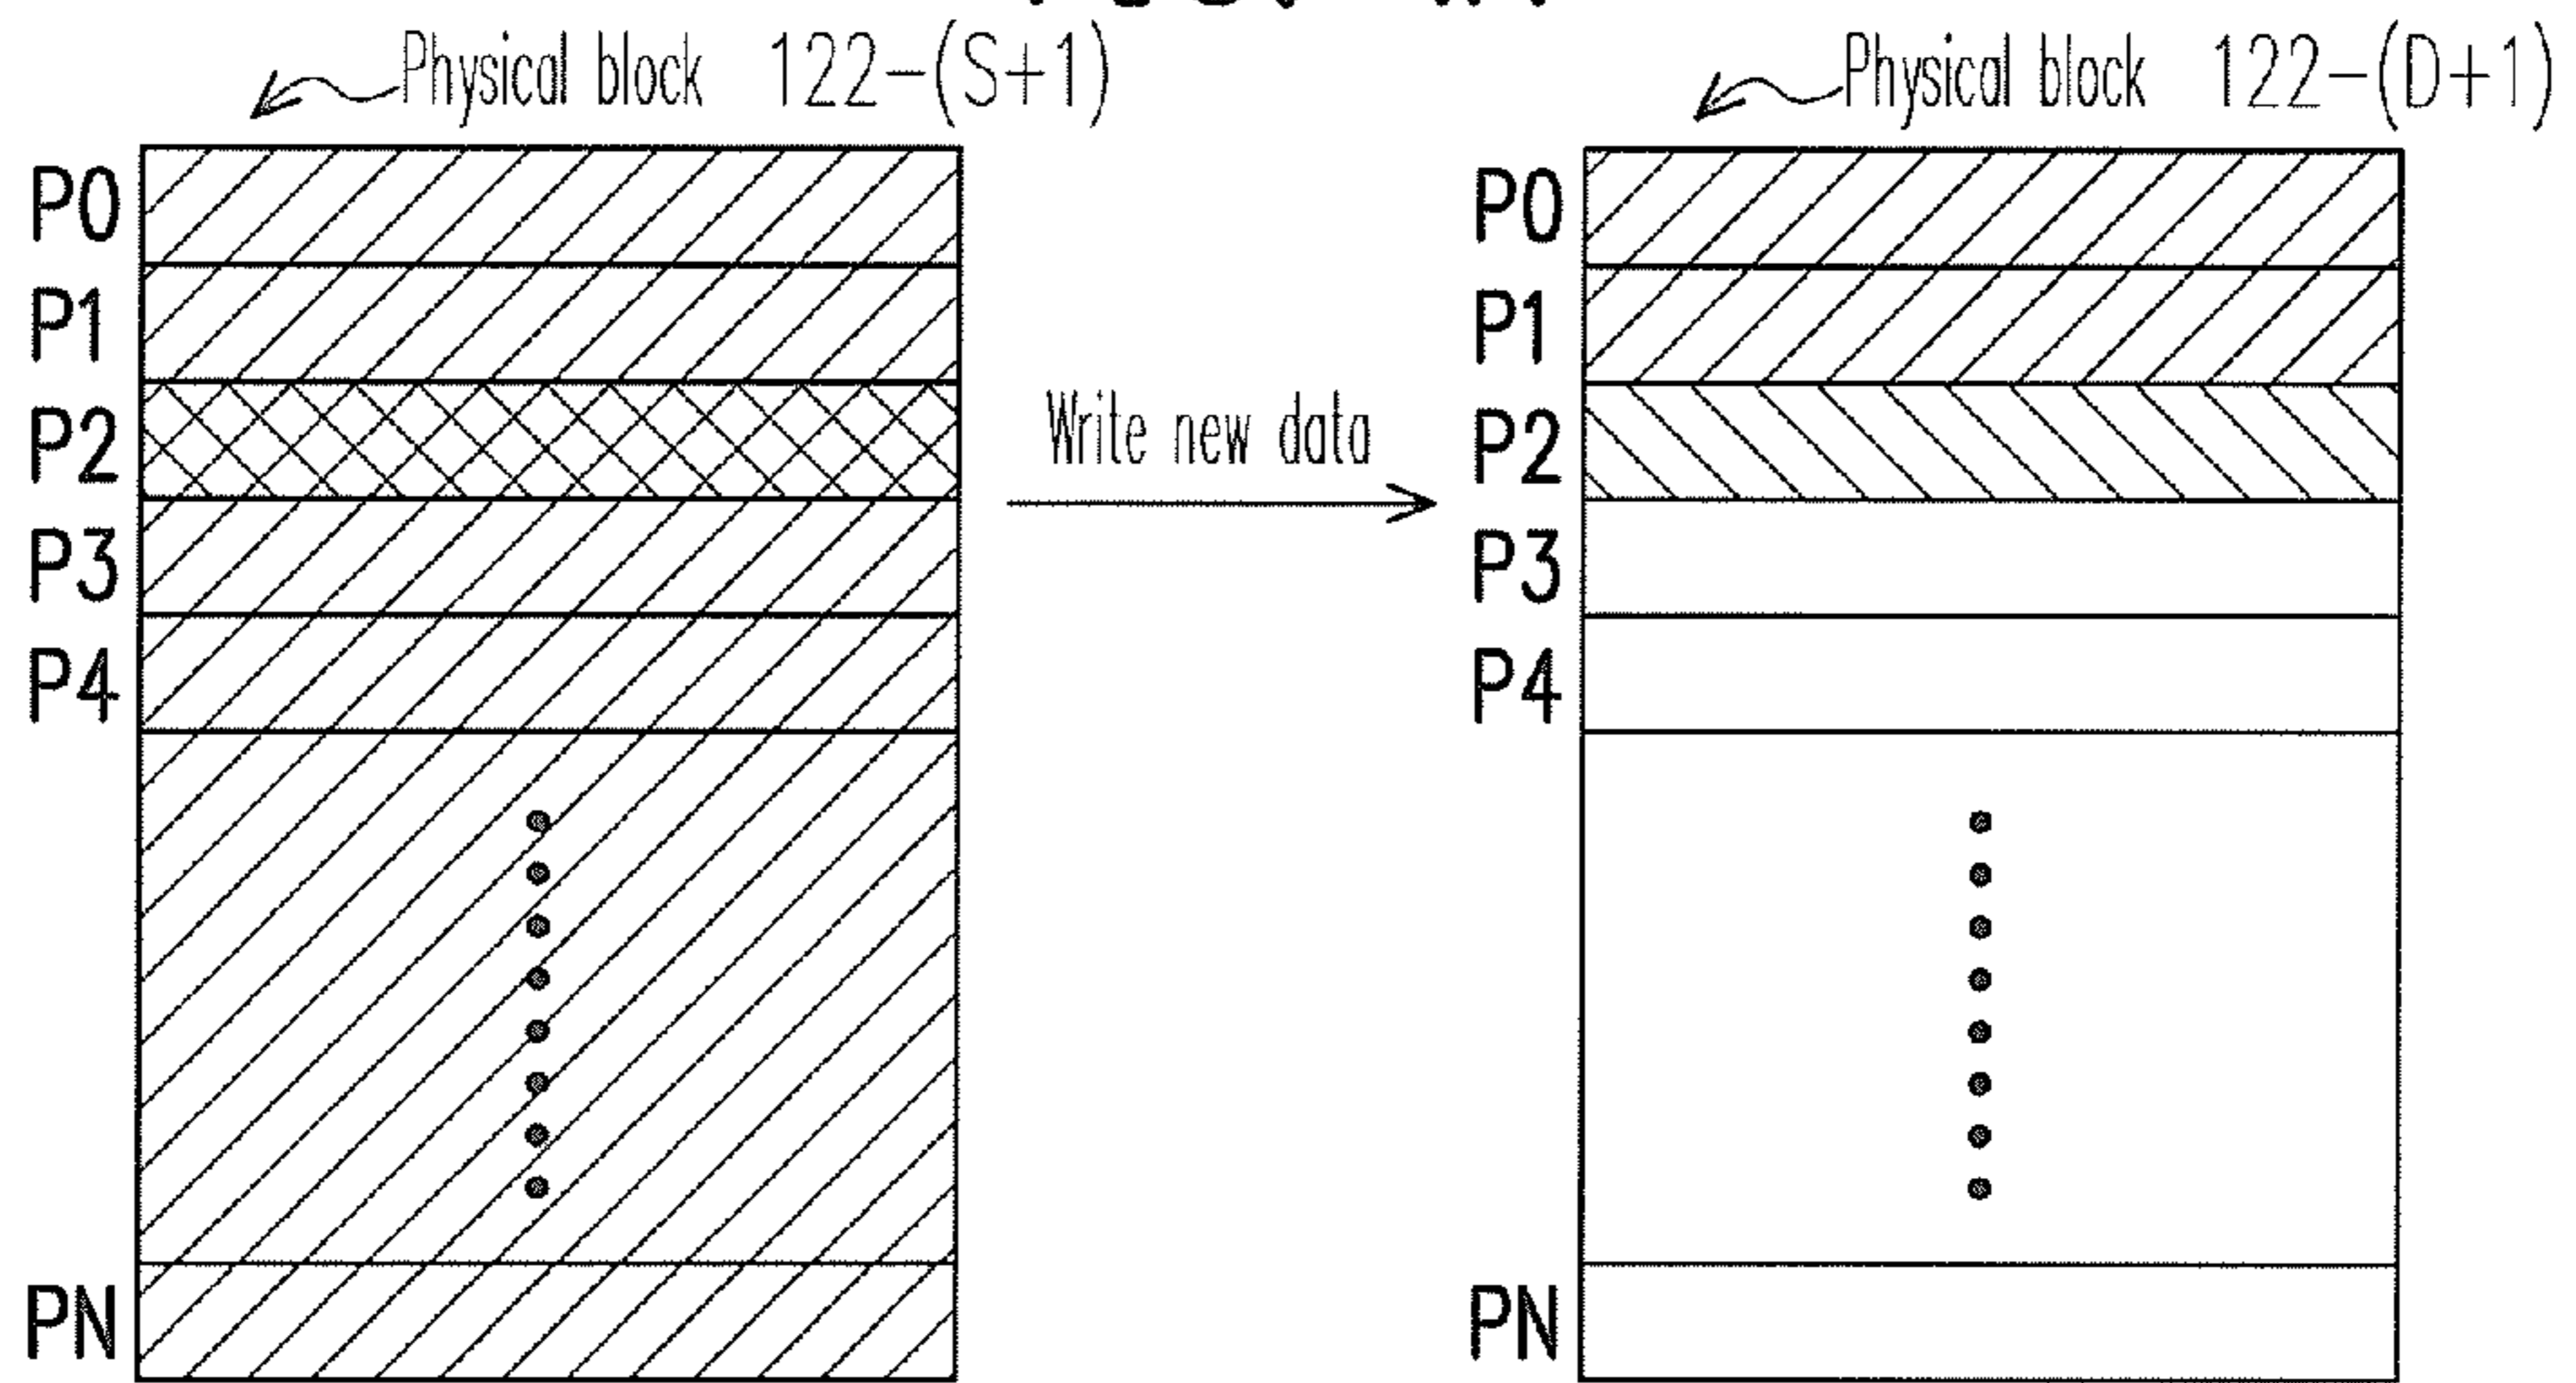 Physical block 122-(S+1)
P0
P1
P2
P3
P4
PN
Write new data
Physical block 122-(D+1)
P0
P1
P2
P3
P4
PN